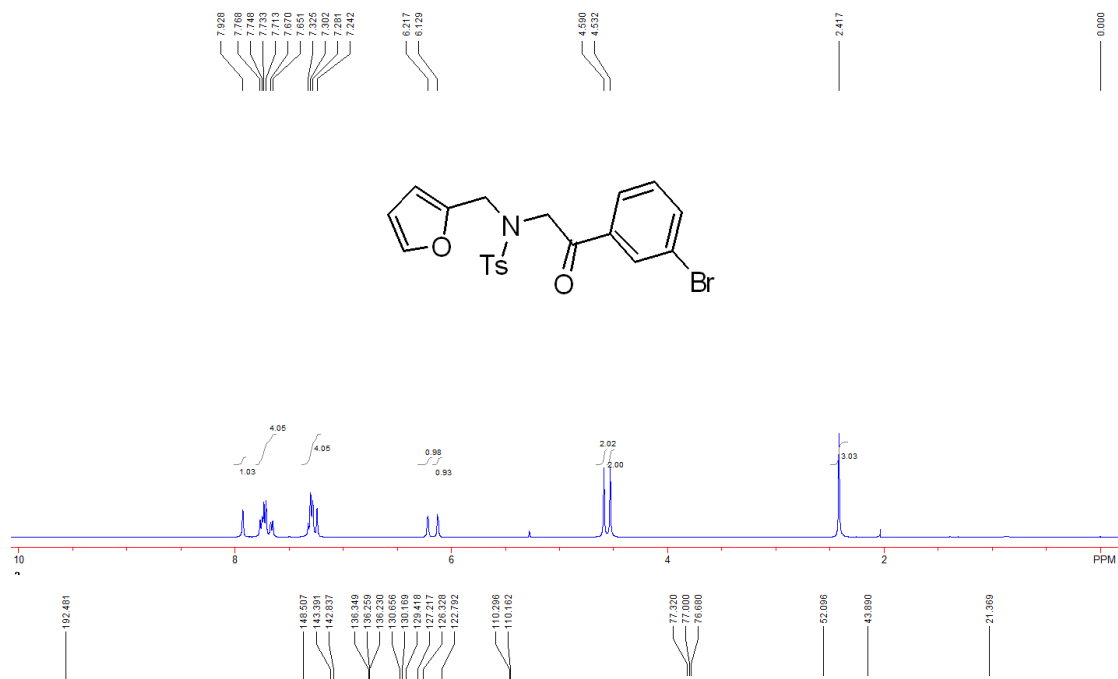 7.928 7.768 7.748 7.733 7.713 7.670 7.651 7.325 7.302 7.281 7.242 6.217 6.129 4.590 4.532 2.417 0.000
O
N
Ts
O
Br
1.03 4.05 4.05 0.98 0.93 2.02 2.00 3.03
10 8 6 4 2 PPM
192.481 148.507 143.391 142.837 136.349 136.259 136.230 130.656 130.169 129.418 127.217 126.328 122.792 110.296 110.162 77.320 77.000 76.680 52.096 43.890 21.369